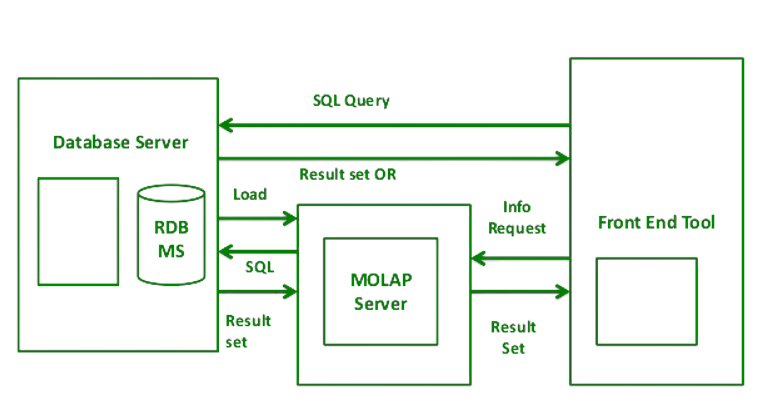 SQL Query
Database Server
Result set OR
Load
RDB
MS
Info
Request
Front End Tool
SQL
MOLAP
Server
Result
set
Result
Set